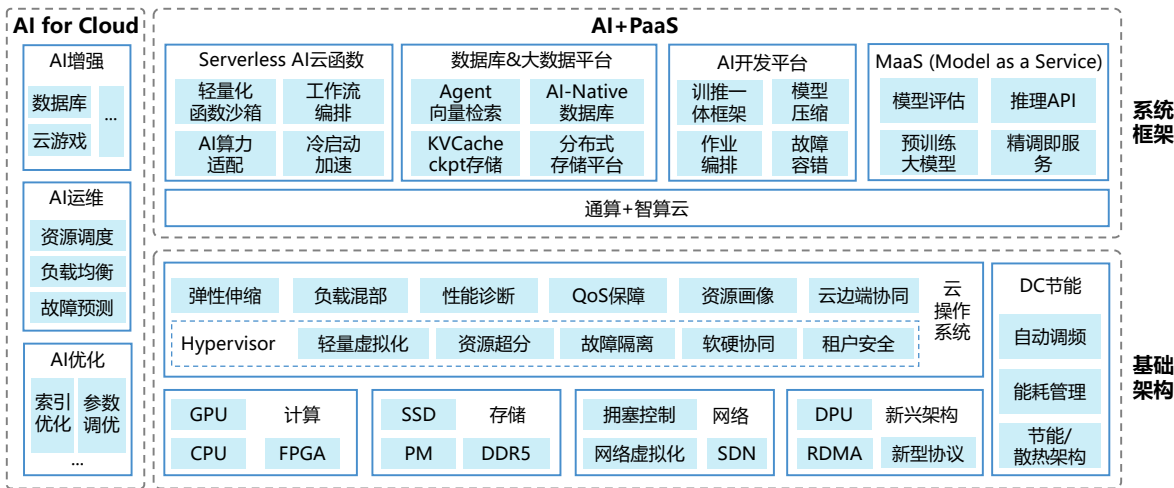 AI for Cloud
AI增强
数据库
云游戏
...
AI运维
资源调度
负载均衡
故障预测
AI优化
索引
优化
参数
调优
...
AI+PaaS
Serverless AI云函数
轻量化
函数沙箱
工作流
编排
AI算力
适配
冷启动
加速
数据库&大数据平台
Agent
向量检索
AI-Native
数据库
KVCache
ckpt存储
分布式
存储平台
AI开发平台
训推一
体框架
模型
压缩
作业
编排
故障
容错
MaaS (Model as a Service)
模型评估
推理API
预训练
大模型
精调即服
务
通算+智算云
系统
框架
弹性伸缩
负载混部
性能诊断
QoS保障
资源画像
云边端协同
云
操作
系统
Hypervisor
轻量虚拟化
资源超分
故障隔离
软硬协同
租户安全
GPU
计算
CPU
FPGA
SSD
存储
PM
DDR5
拥塞控制
网络
网络虚拟化
SDN
DPU
新兴架构
RDMA
新型协议
DC节能
自动调频
能耗管理
节能/
散热架构
基础
架构